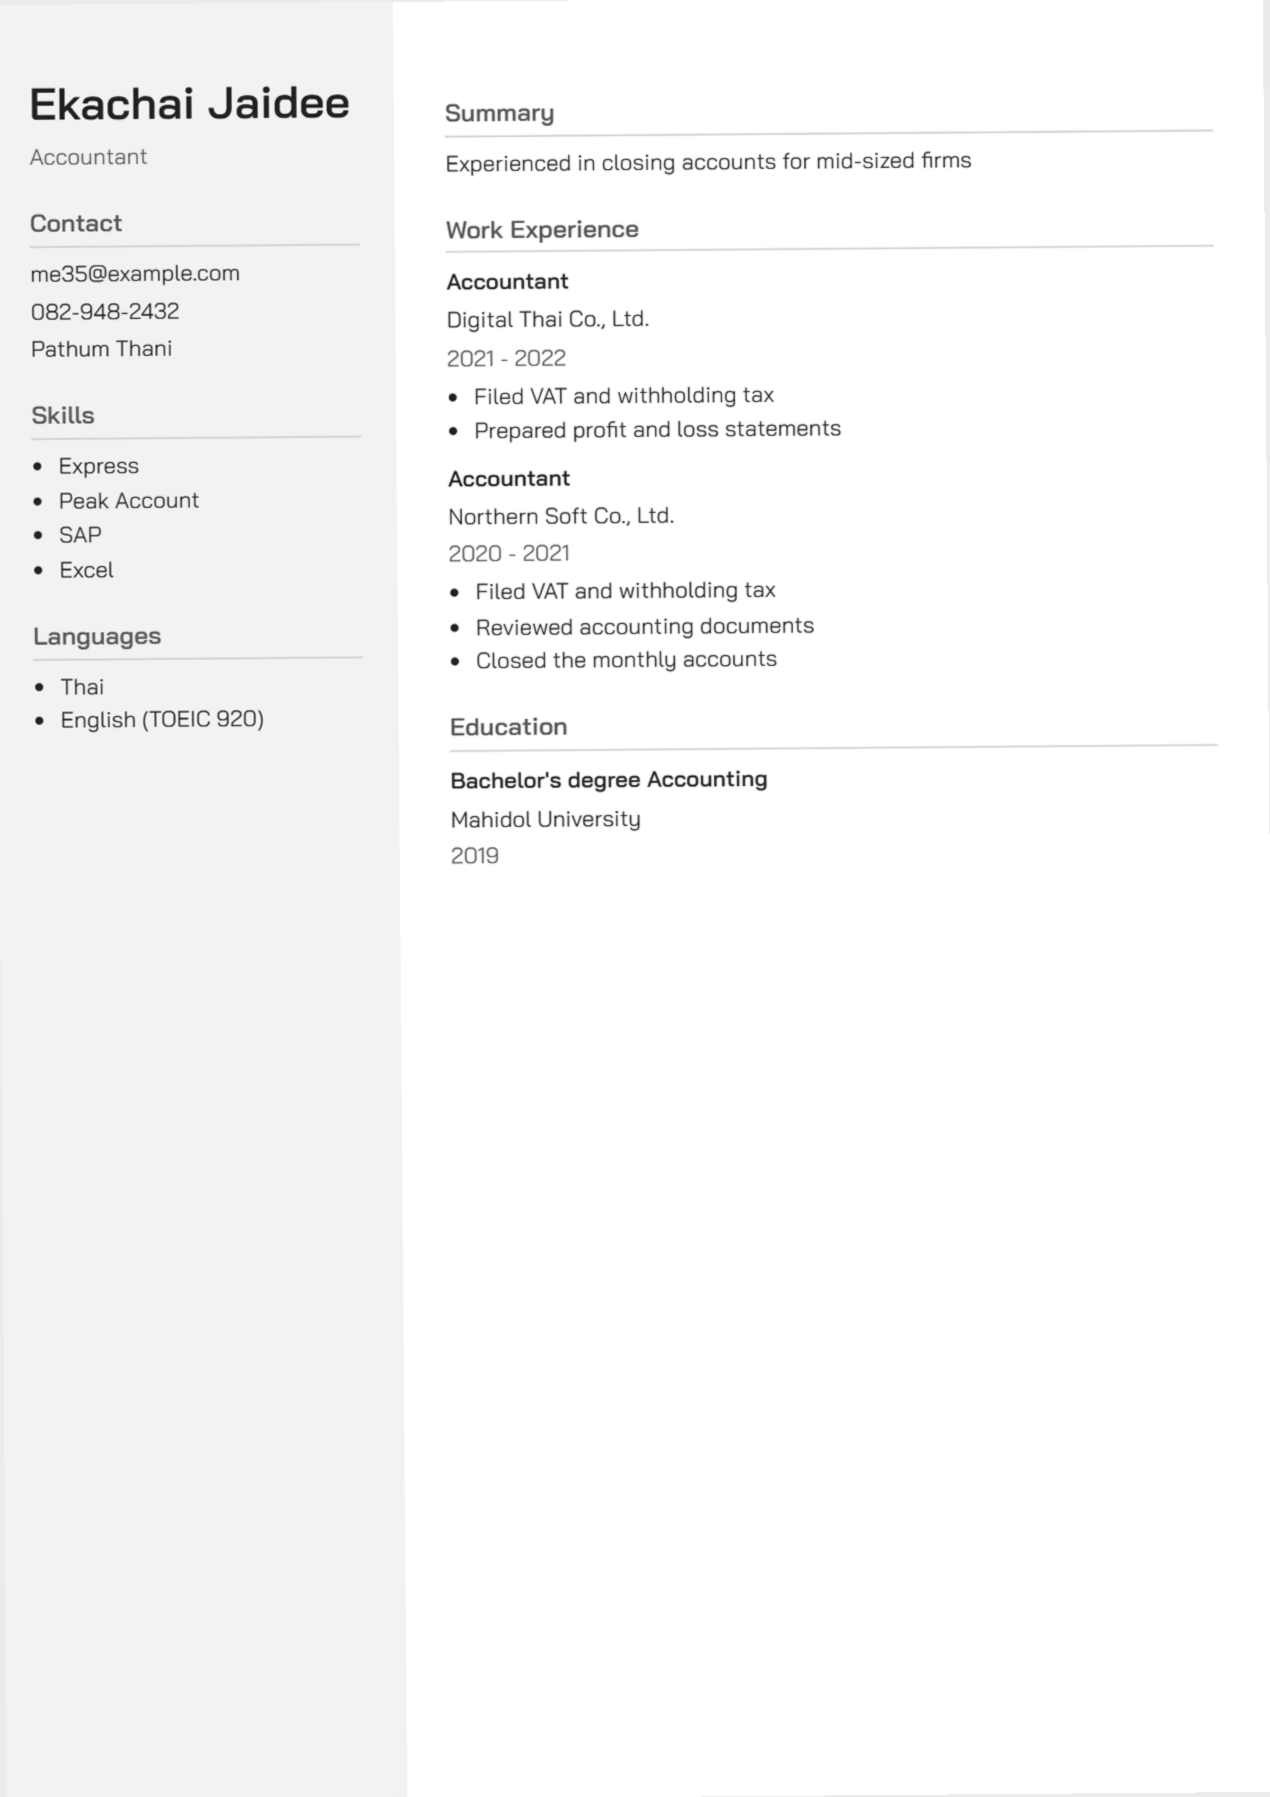 Ekachai Jaidee
Accountant
Contact
me35@example.com
082-948-2432
Pathum Thani
Skills
• Express
• Peak Account
• SAP
• Excel
Languages
• Thai
• English (TOEIC 920)
Summary
Experienced in closing accounts for mid-sized firms
Work Experience
Accountant
Digital Thai Co., Ltd.
2021 - 2022
• Filed VAT and withholding tax
• Prepared profit and loss statements
Accountant
Northern Soft Co., Ltd.
2020 - 2021
• Filed VAT and withholding tax
• Reviewed accounting documents
• Closed the monthly accounts
Education
Bachelor's degree Accounting
Mahidol University
2019